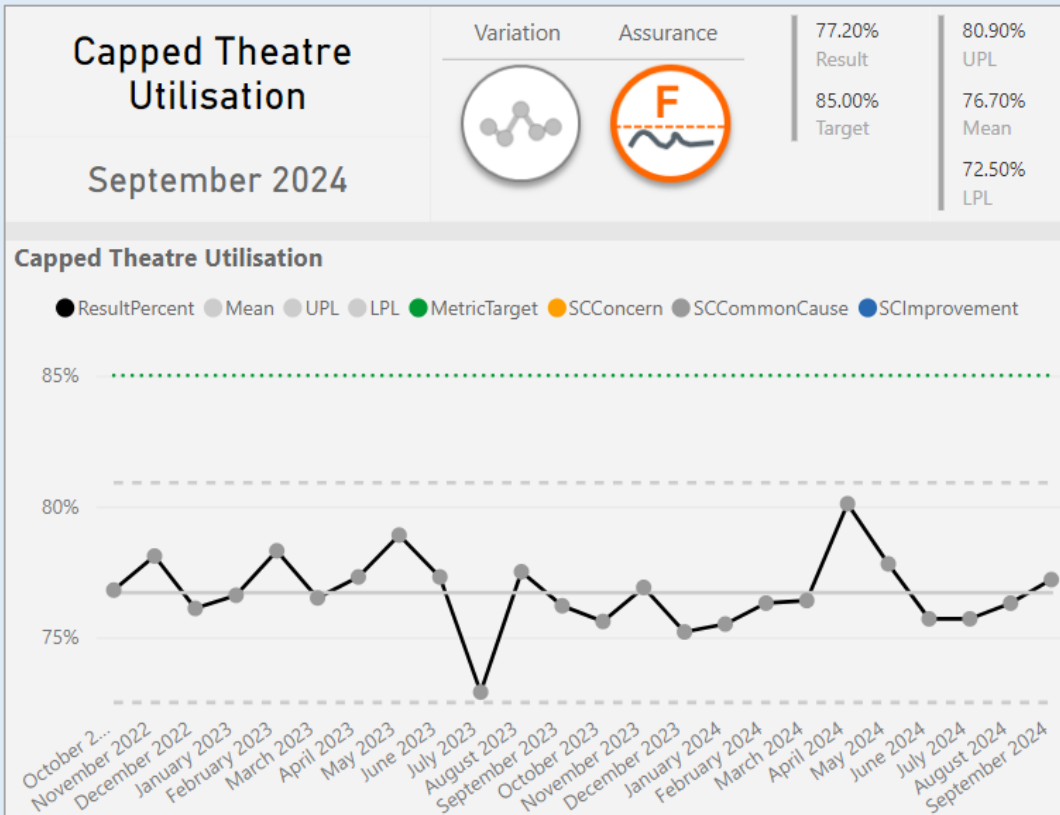 Capped Theatre
Utilisation
September 2024
Variation
Assurance
F
77.20%
Result
85.00%
Target
80.90%
UPL
76.70%
Mean
72.50%
LPL
Capped Theatre Utilisation
ResultPercent Mean UPL LPL MetricTarget SCConcern SCCommonCause SCImprovement
85%
80%
75%
October 2...
November 2022
December 2022
January 2023
February 2023
March 2023
April 2023
May 2023
June 2023
July 2023
August 2023
September 2023
October 2023
November 2023
December 2023
January 2024
February 2024
March 2024
April 2024
May 2024
June 2024
July 2024
August 2024
September 2024